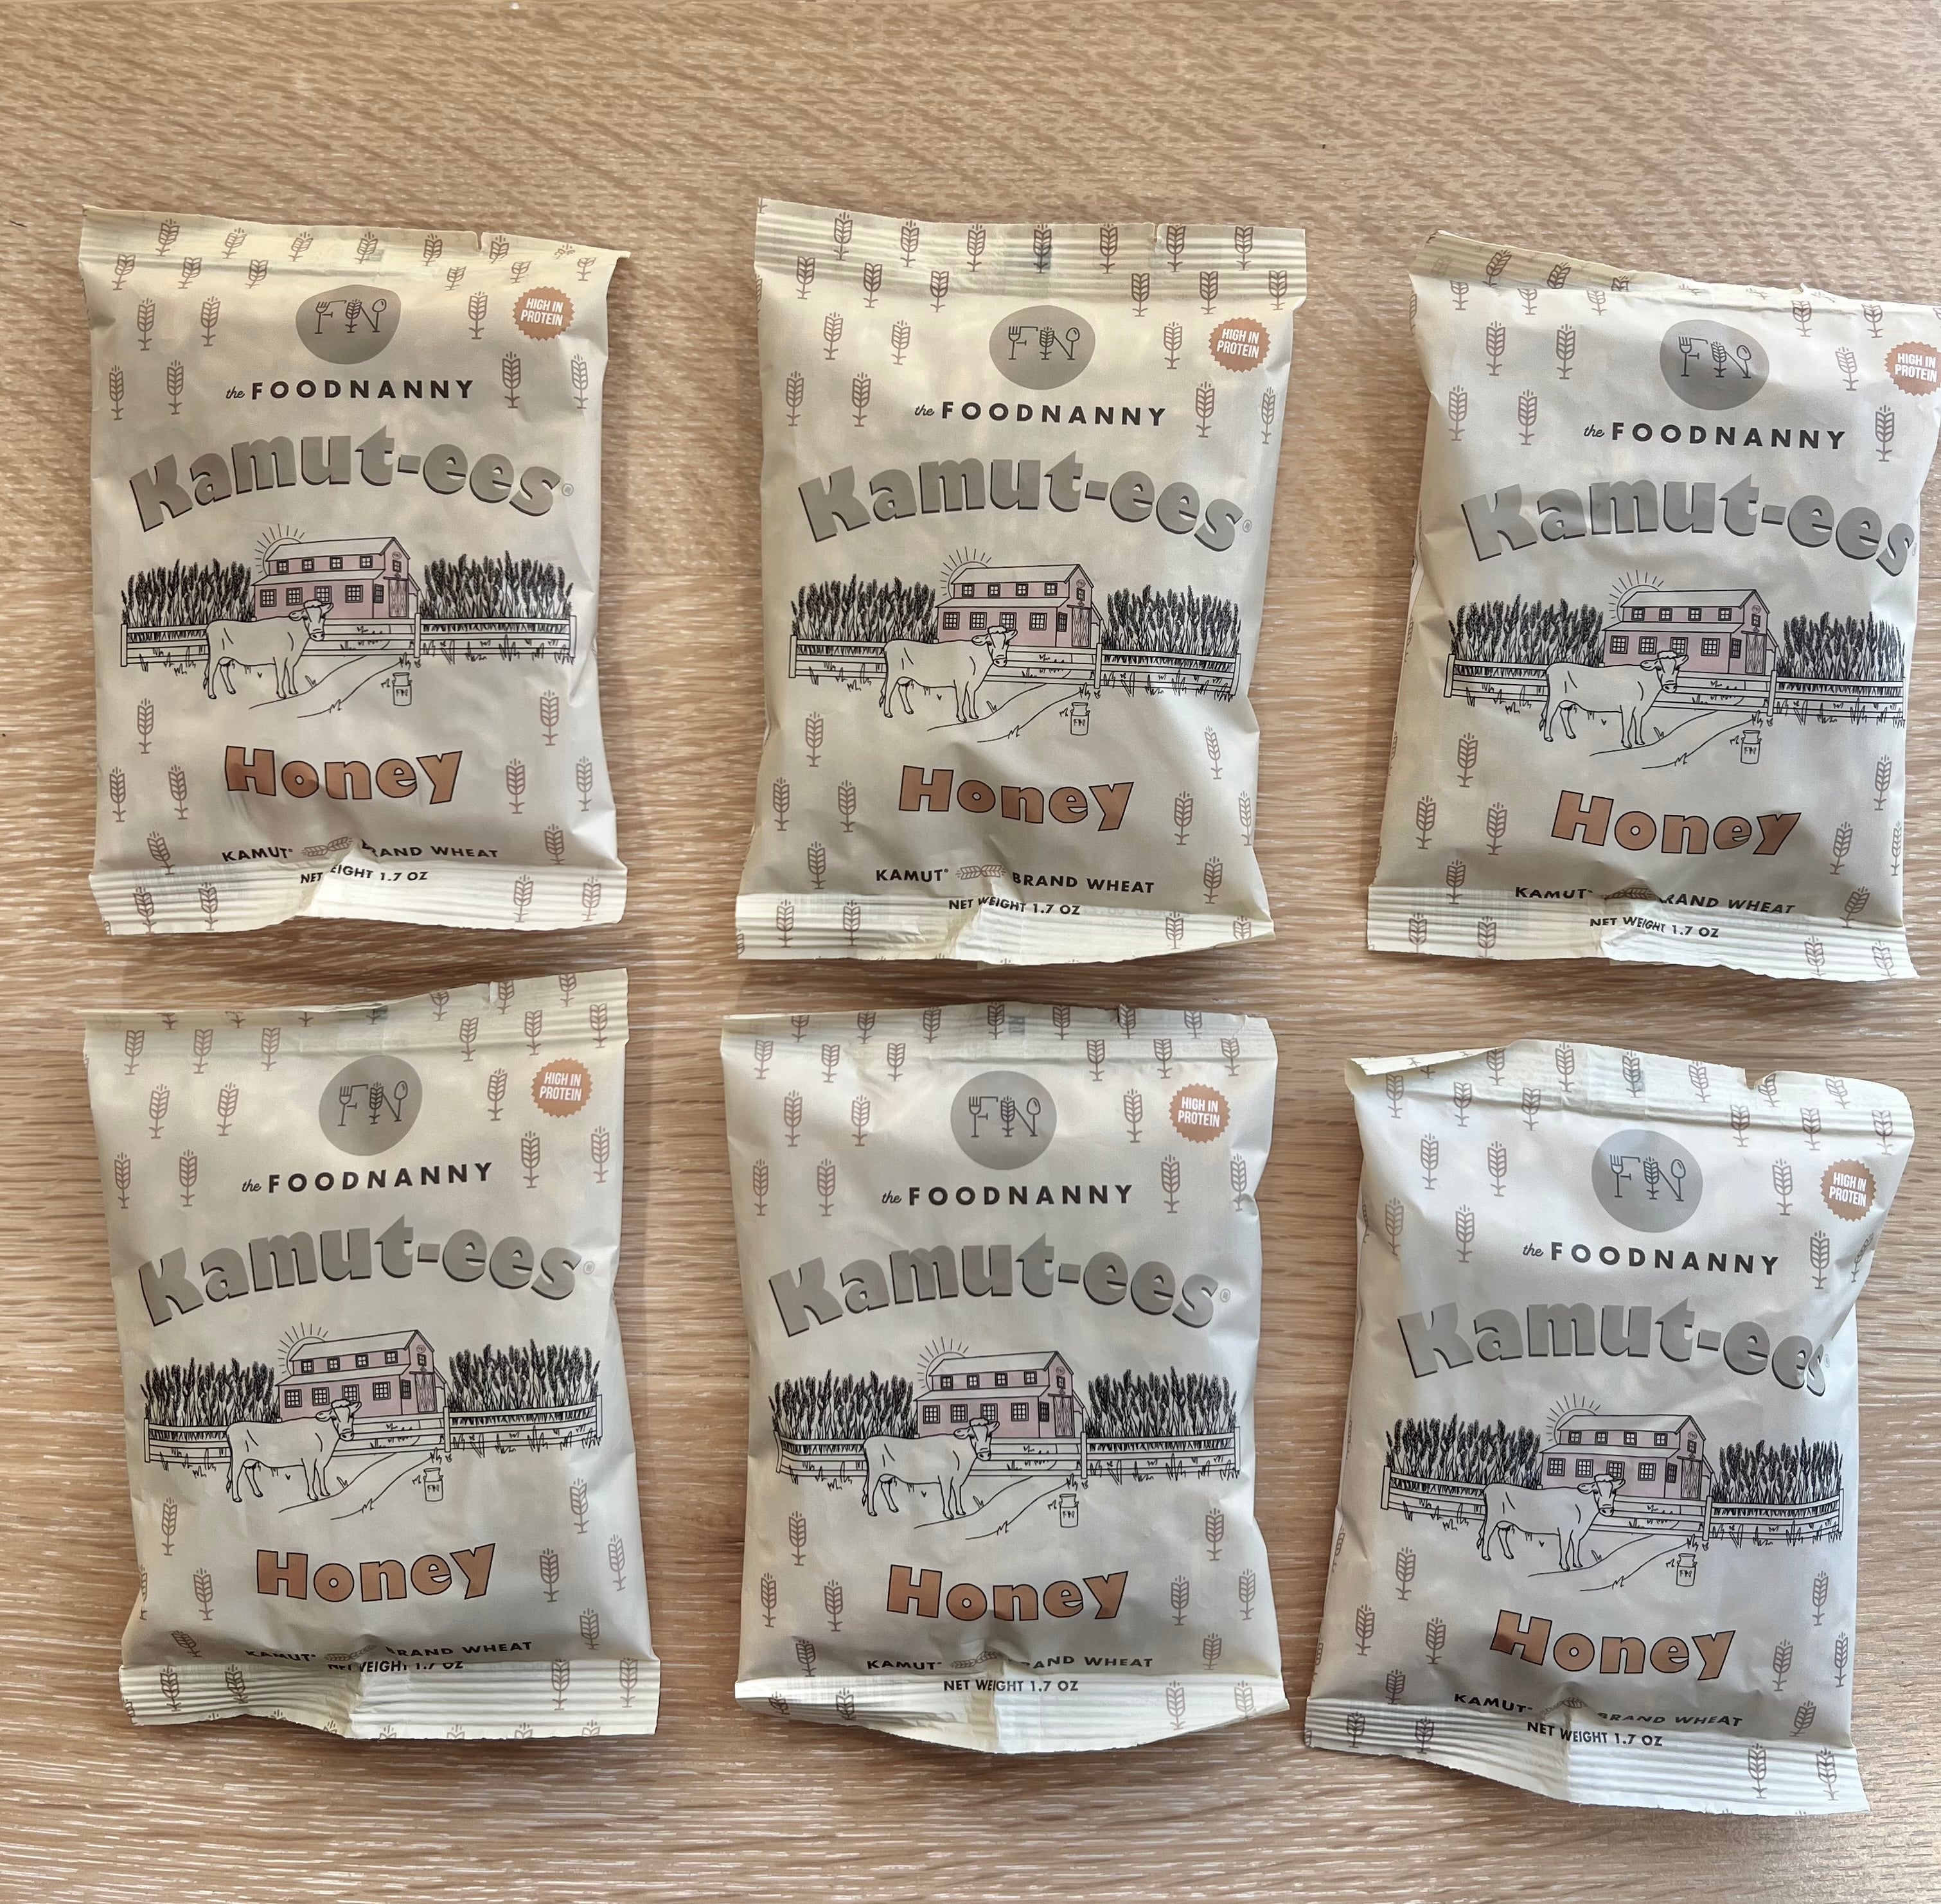 FN
HIGH IN
PROTEIN
the FOODNANNY
Kamut-ees®
Honey
KAMUT® RAND WHEAT
NET EIGHT 1.7 OZ
FN
HIGH IN
PROTEIN
the FOODNANNY
Kamut-ees®
Honey
KAMUT® BRAND WHEAT
NET WEIGHT 1.7 OZ
FN
HIGH IN
PROTEIN
the FOODNANNY
Kamut-ees
Honey
KAMUT® RAND WHEAT
NET WEIGHT 1.7 OZ
FN
HIGH IN
PROTEIN
the FOODNANNY
Kamut-ees®
Honey
KAMUT® RAND WHEAT
NET WEIGHT 1.7 OZ
FN
HIGH IN
PROTEIN
the FOODNANNY
Kamut-ees®
Honey
KAMUT® AND WHEAT
NET WEIGHT 1.7 OZ
FN
HIGH IN
PROTEIN
the FOODNANNY
Kamut-ees®
Honey
KAMUT® BRAND WHEAT
NET WEIGHT 1.7 OZ